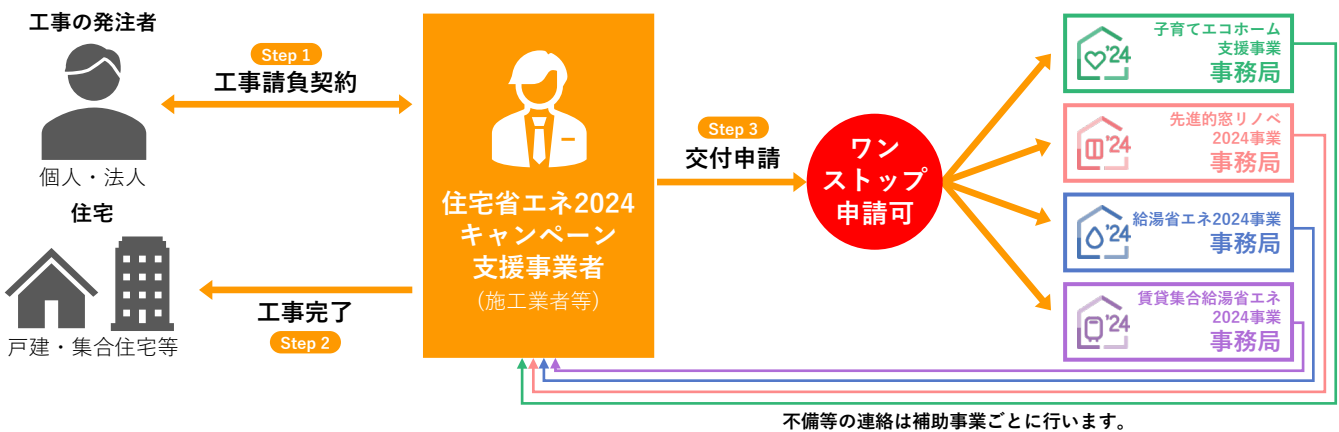 工事の発注者
個人・法人
住宅
戸建・集合住宅等
Step 1
工事請負契約
工事完了
Step 2
住宅省エネ2024
キャンペーン
支援事業者
(施工業者等)
Step 3
交付申請
ワン
ストップ
申請可
'24
子育てエコホーム
支援事業
事務局
'24
先進的窓リノベ
2024事業
事務局
'24
給湯省エネ2024事業
事務局
'24
賃貸集合給湯省エネ
2024事業
事務局
不備等の連絡は補助事業ごとに行います。